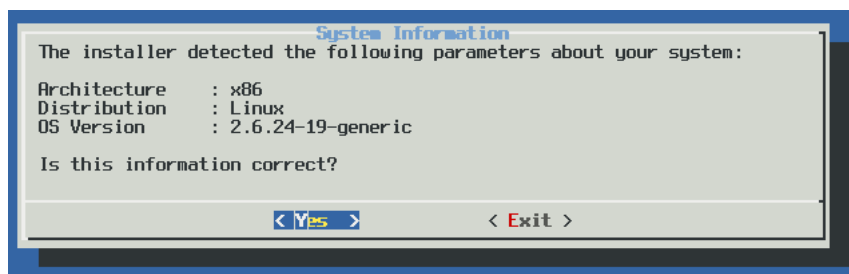 System Information
The installer detected the following parameters about your system:
Architecture : x86
Distribution : Linux
OS Version : 2.6.24-19-generic
Is this information correct?
< Yes > < Exit >